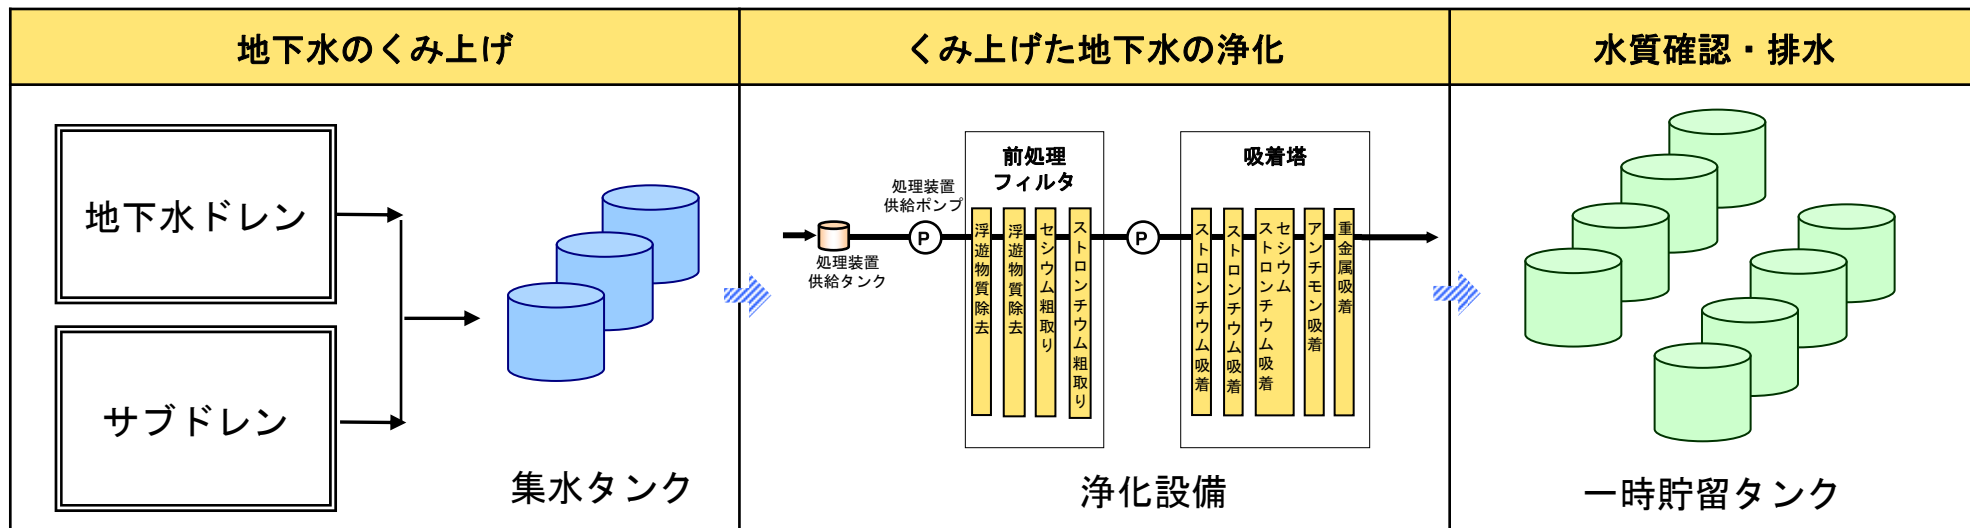 地下水のくみ上げ
くみ上げた地下水の浄化
水質確認・排水
地下水ドレン
サブドレン
集水タンク
処理装置
供給タンク
処理装置
供給ポンプ
P
前処理
フィルタ
浮遊物質除去
浮遊物質除去
セシウム粗取り
ストロンチウム粗取り
P
吸着塔
ストロンチウム吸着
ストロンチウム吸着
セシウム
ストロンチウム吸着
アンチモン吸着
重金属吸着
浄化設備
一時貯留タンク